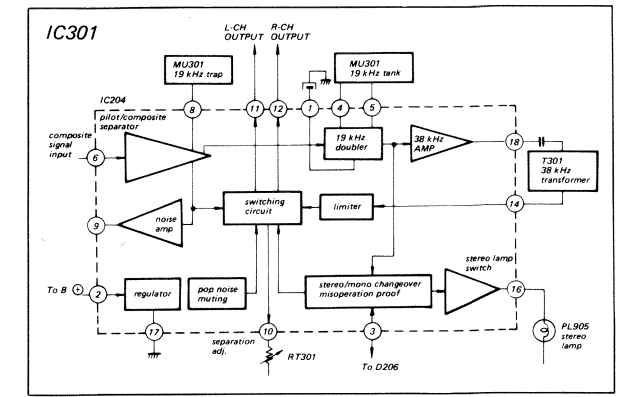 IC301
L-CH
OUTPUT
R-CH
OUTPUT
MU301
19 kHz trap
MU301
19 kHz tank
IC204
8
11
12
1
4
5
pilot/composite
separator
composite
signal
input
6
19 kHz
doubler
38 kHz
AMP
18
T301
38 kHz
transformer
9
noise
amp
switching
circuit
limiter
14
stereo lamp
switch
To B +
2
regulator
pop noise
muting
stereo/mono changeover
misoperation proof
16
17
separation
adj.
10
3
RT301
To D206
PL905
stereo
lamp